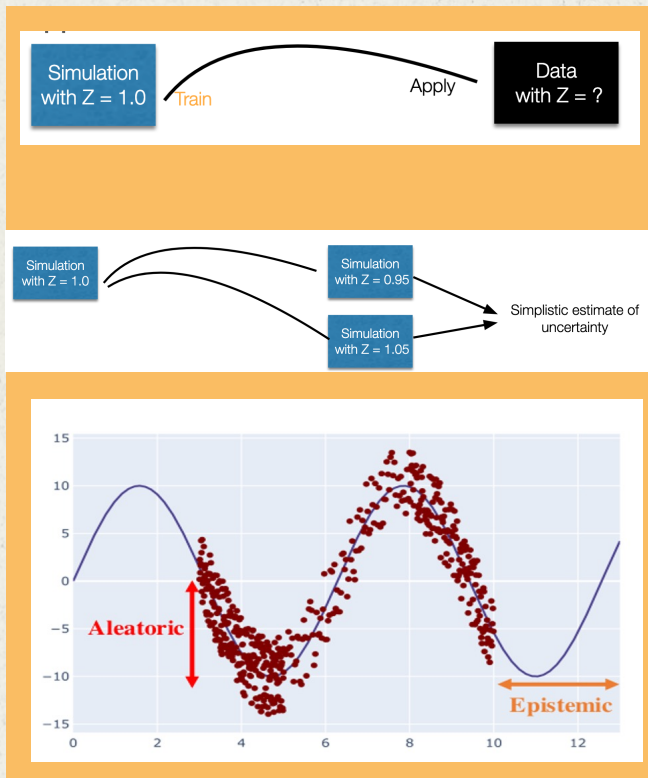 Simulation
with Z = 1.0
Train
Apply
Data
with Z = ?
Simulation
with Z = 1.0
Simulation
with Z = 0.95
Simulation
with Z = 1.05
Simplistic estimate of
uncertainty
15
10
5
0
−5
−10
−15
Aleatoric
Epistemic
0
2
4
6
8
10
12